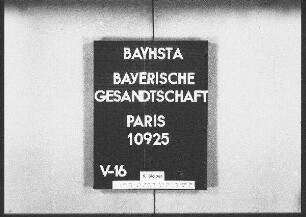 BAYHSTA
BAYERISCHE
GESANDTSCHAFT
PARIS
10925
V-16